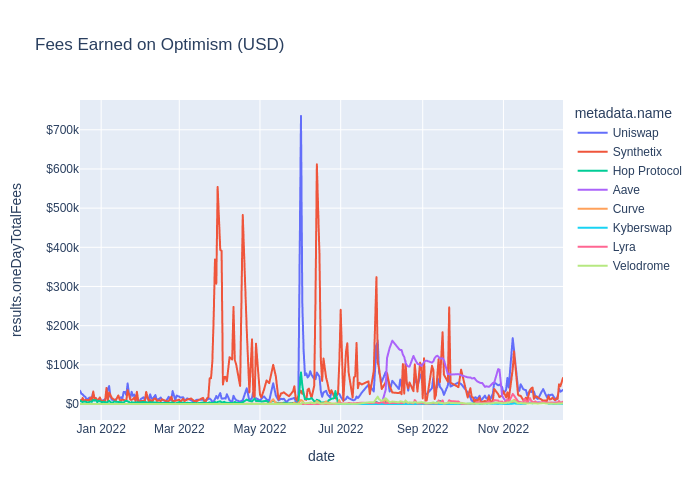 Fees Earned on Optimism (USD)
metadata.name
Uniswap
Synthetix
Hop Protocol
Aave
Curve
Kyberswap
Lyra
Velodrome
results.oneDayTotalFees
$700k
$600k
$500k
$400k
$300k
$200k
$100k
$0
Jan 2022
Mar 2022
May 2022
Jul 2022
Sep 2022
Nov 2022
date